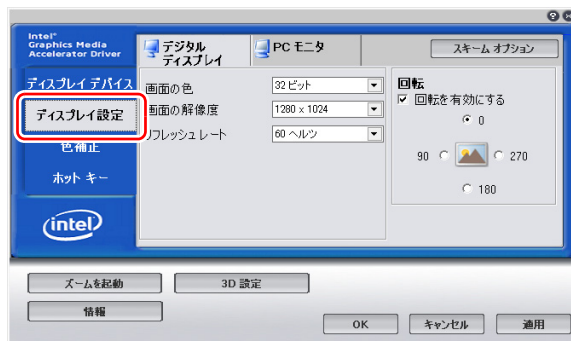 Intel®
Graphics Media
Accelerator Driver
デジタル
ディスプレイ
PC モニタ
スキーム オプション
ディスプレイ デバイス
ディスプレイ設定
色補正
ホット キー
intel
画面の色
32 ビット
画面の解像度
1280 x 1024
リフレッシュ レート
60 ヘルツ
回転
回転を有効にする
0
90
270
180
ズームを起動
3D 設定
情報
OK
キャンセル
適用